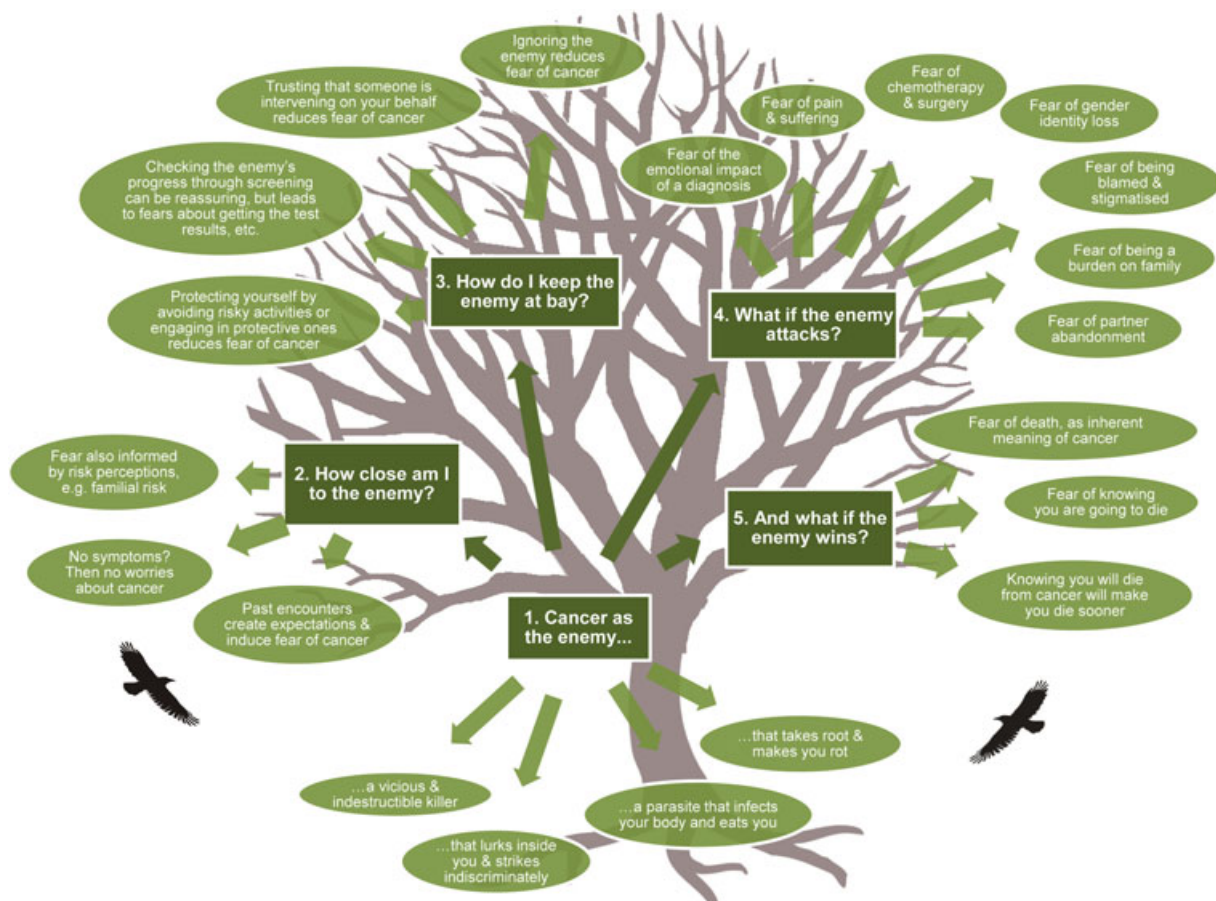 Ignoring the
enemy reduces
fear of cancer
Trusting that someone is
intervening on your behalf
reduces fear of cancer
Checking the enemy's
progress through screening
can be reassuring, but leads
to fears about getting the test
results, etc.
Protecting yourself by
avoiding risky activities or
engaging in protective ones
reduces fear of cancer
3. How do I keep the
enemy at bay?
Fear of the
emotional impact
of a diagnosis
Fear of pain
& suffering
Fear of
chemotherapy
& surgery
Fear of gender
identity loss
Fear of being
blamed &
stigmatised
Fear of being a
burden on family
Fear of partner
abandonment
4. What if the enemy
attacks?
Fear also informed
by risk perceptions,
e.g. familial risk
No symptoms?
Then no worries
about cancer
Past encounters
create expectations &
induce fear of cancer
2. How close am I
to the enemy?
Fear of death, as inherent
meaning of cancer
Fear of knowing
you are going to die
Knowing you will die
from cancer will make
you die sooner
5. And what if the
enemy wins?
1. Cancer as
the enemy...
...a vicious &
indestructible killer
...that lurks inside
you & strikes
indiscriminately
...a parasite that infects
your body and eats you
...that takes root &
makes you rot